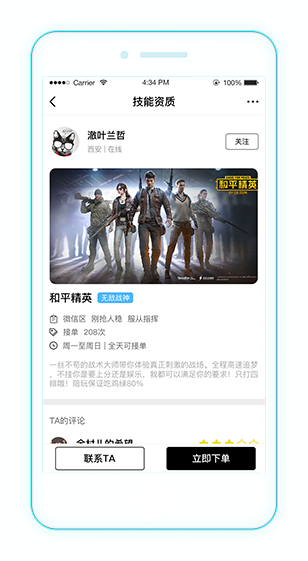 Carrier 4:34 PM 100%
技能资质
澈叶兰哲
西安 | 在线
关注
和平精英
和平精英
无敌战神
微信区 刚抢人稳 服从指挥
接单 208次
周一至周日 | 全天可接单
一丝不苟的战术大师带你体验真正刺激的战场。全程高速追梦
，不挂你是要上分还是娱乐，我都可以满足你的要求！只打四
排哦！陪玩保证吃鸡绿80%
TA的评论
联系TA
立即下单